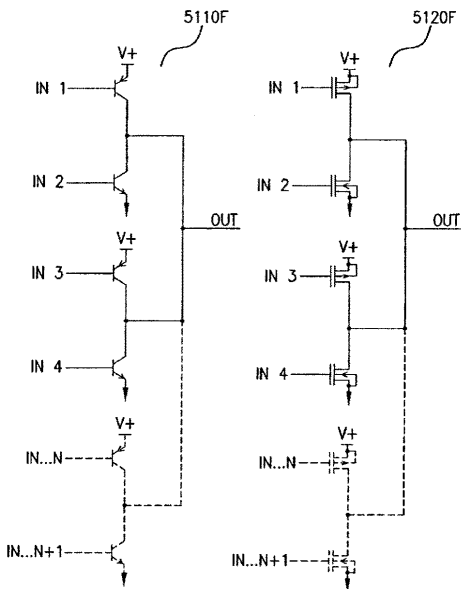 5110F
V+
IN 1
IN 2
OUT
V+
IN 3
IN 4
V+
IN...N
IN...N+1
5120F
V+
IN 1
IN 2
OUT
V+
IN 3
IN 4
V+
IN...N
IN...N+1